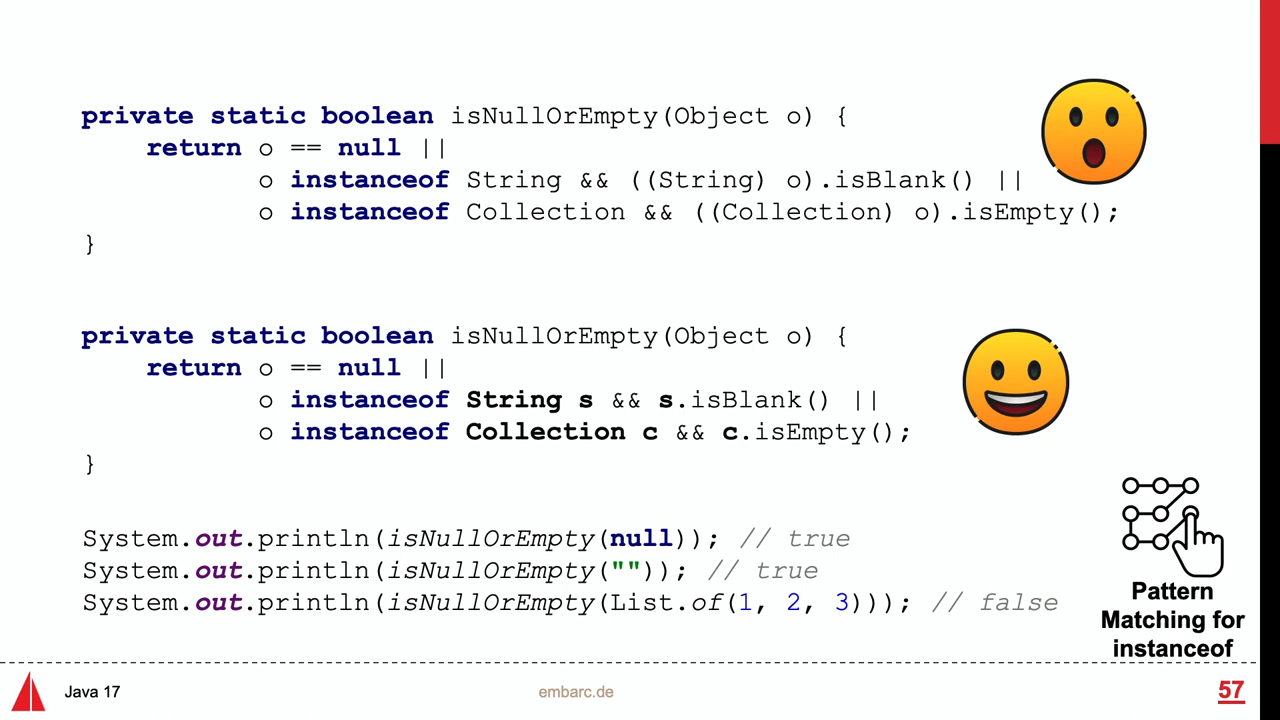 private static boolean isNullOrEmpty(Object o) {
    return o == null ||
           o instanceof String && ((String) o).isBlank() ||
           o instanceof Collection && ((Collection) o).isEmpty();
}
private static boolean isNullOrEmpty(Object o) {
    return o == null ||
           o instanceof String s && s.isBlank() ||
           o instanceof Collection c && c.isEmpty();
}
System.out.println(isNullOrEmpty(null)); // true
System.out.println(isNullOrEmpty("")); // true
System.out.println(isNullOrEmpty(List.of(1, 2, 3))); // false
Pattern
Matching for
instanceof
Java 17
embarc.de
57